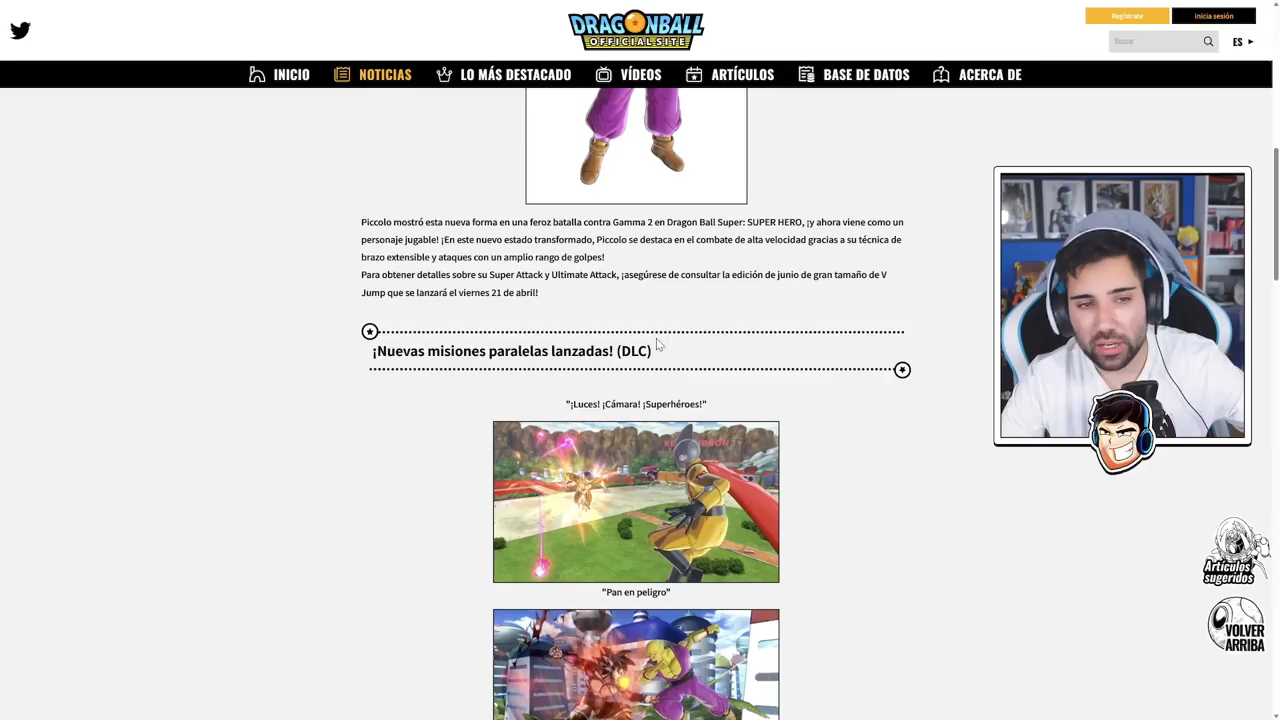 DRAGONBALL
OFFICIAL SITE
Regístrate
Inicia sesión
Buscar
ES
INICIO
NOTICIAS
LO MÁS DESTACADO
VÍDEOS
ARTÍCULOS
BASE DE DATOS
ACERCA DE
Piccolo mostró esta nueva forma en una feroz batalla contra Gamma 2 en Dragon Ball Super: SUPER HERO, ¡y ahora viene como un
personaje jugable! ¡En este nuevo estado transformado, Piccolo se destaca en el combate de alta velocidad gracias a su técnica de
brazo extensible y ataques con un amplio rango de golpes!
Para obtener detalles sobre su Super Attack y Ultimate Attack, ¡asegúrese de consultar la edición de junio de gran tamaño de V
Jump que se lanzará el viernes 21 de abril!!
¡Nuevas misiones paralelas lanzadas! (DLC)
"¡Luces! ¡Cámara! ¡Superhéroes!"
"Pan en peligro"
Artículos
sugeridos
VOLVER
ARRIBA